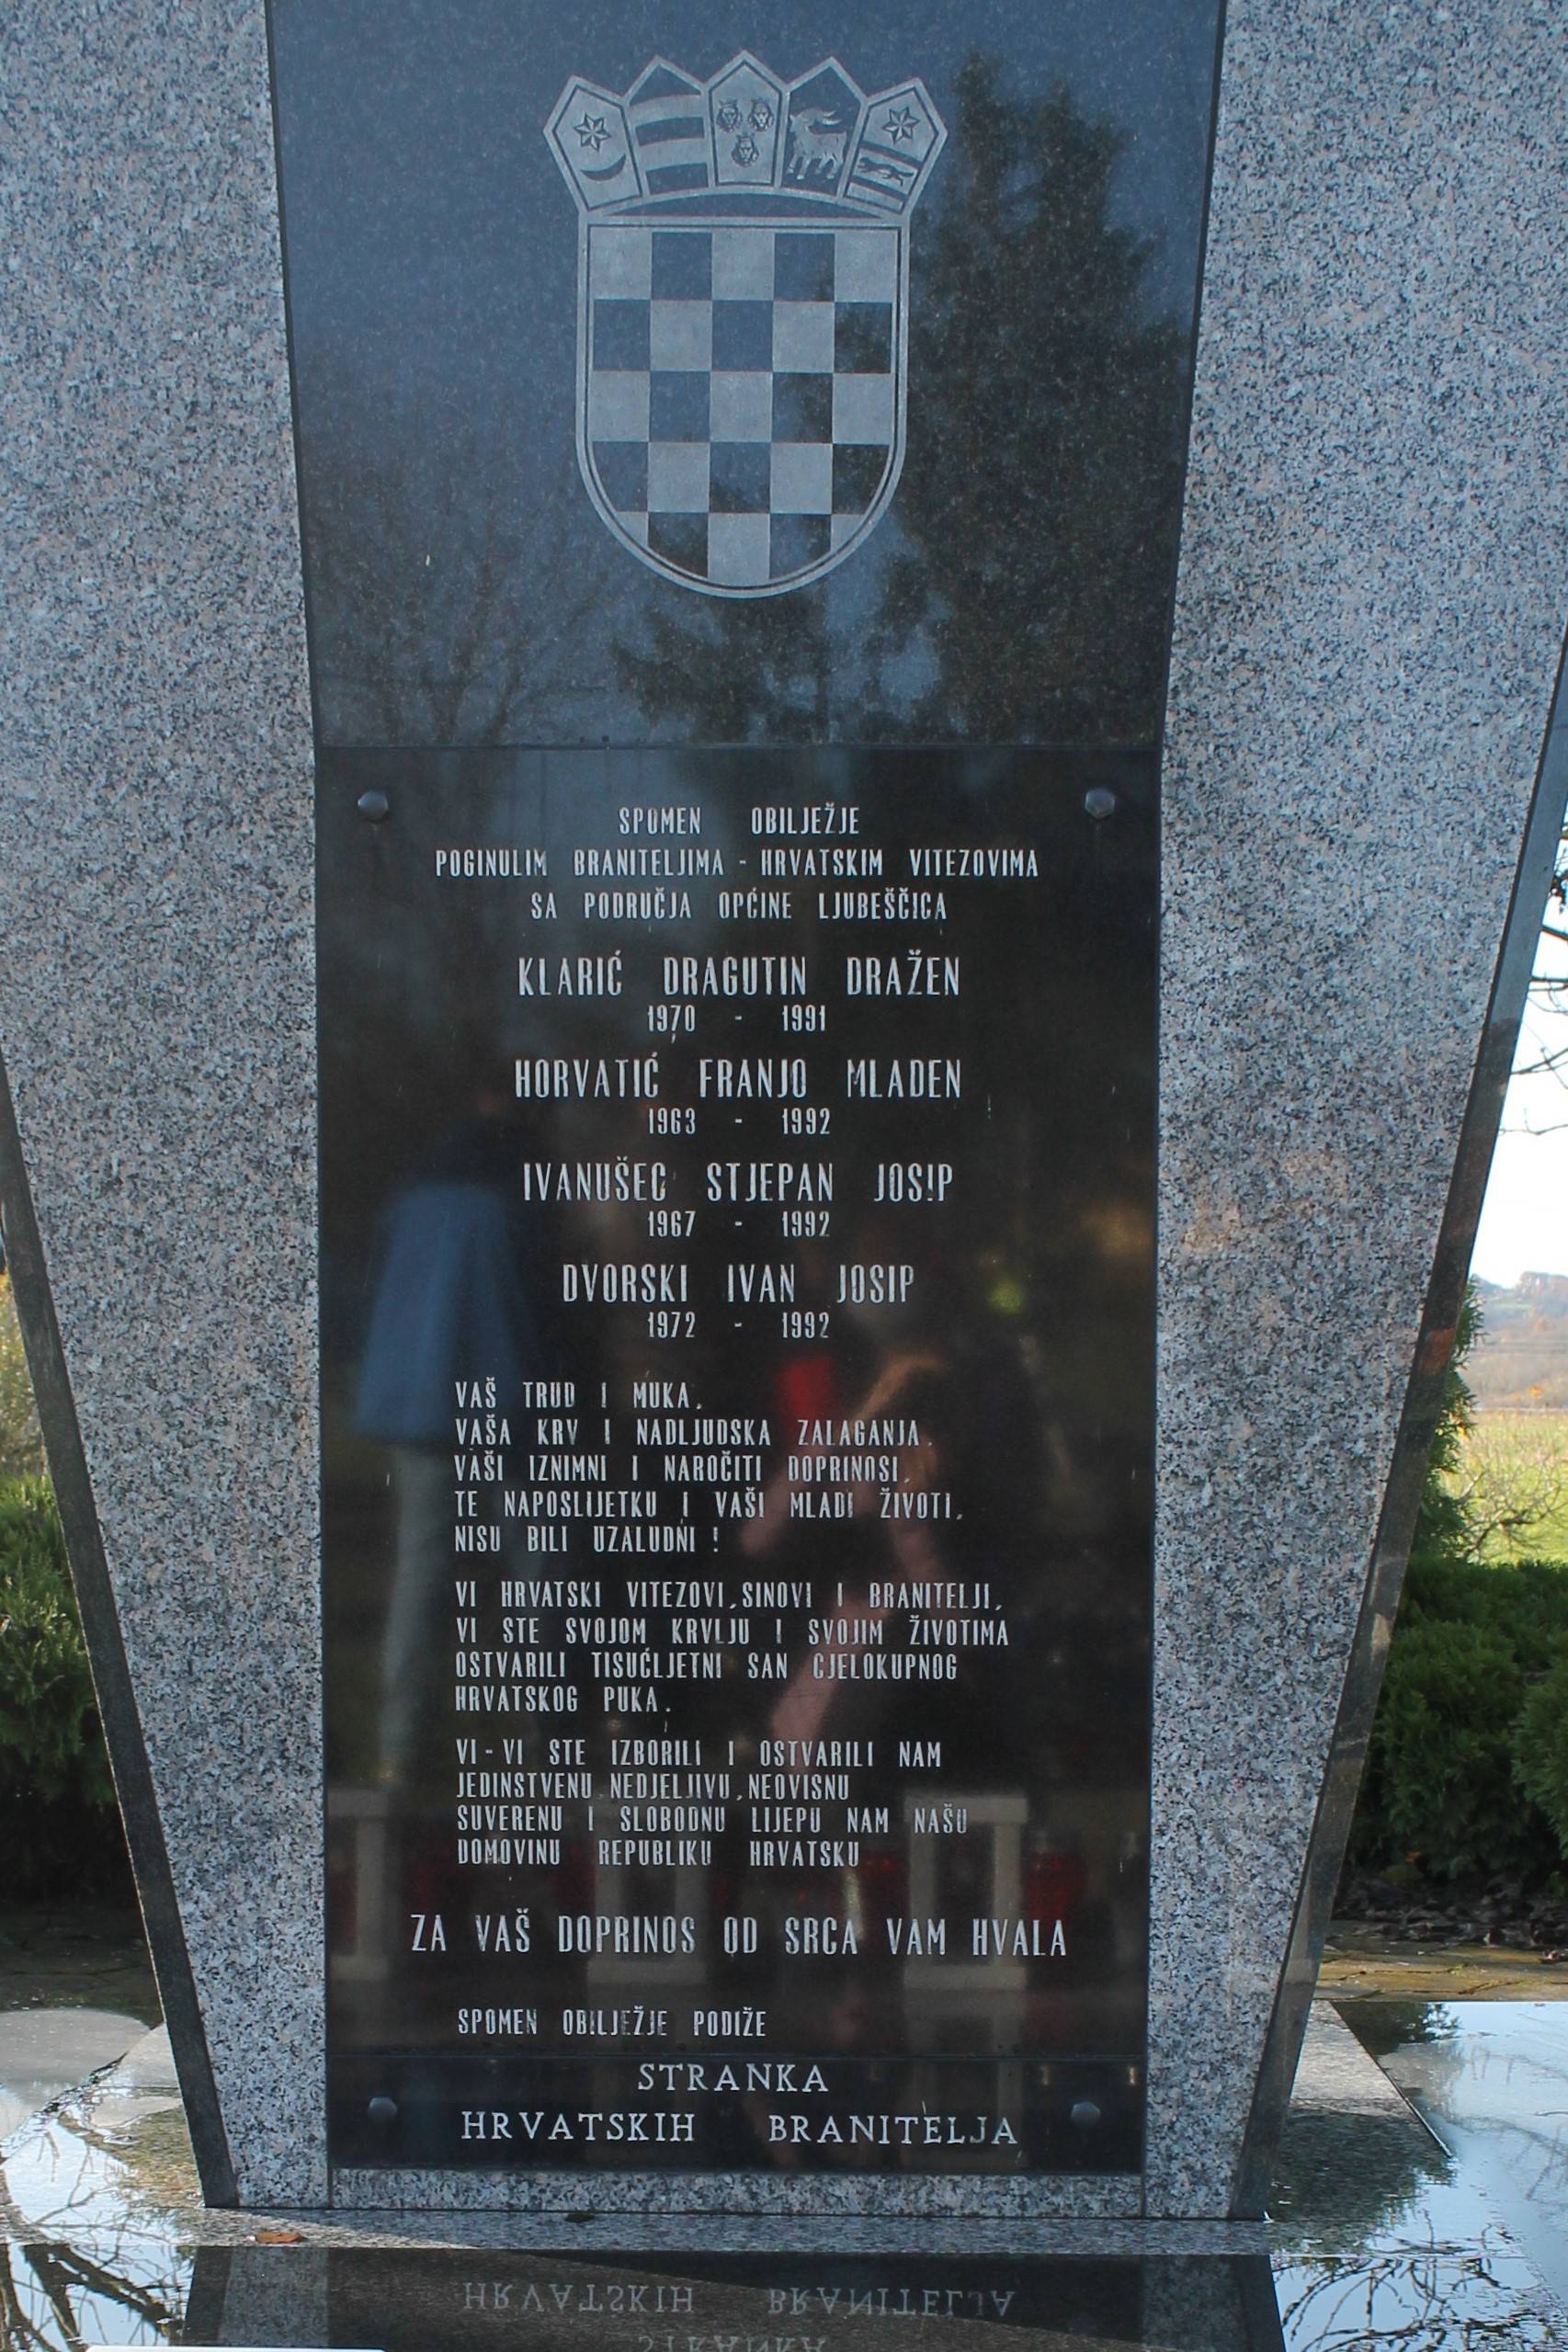 SPOMEN OBILJEŽJE
POGINULIM BRANITELJIMA - HRVATSKIM VITEZOVIMA
SA PODRUČJA OPĆINE LJUBEŠČICA
KLARIĆ DRAGUTIN DRAŽEN
1970 - 1991
HORVATIĆ FRANJO MLADEN
1963 - 1992
IVANUŠEC STJEPAN JOSIP
1967 - 1992
DVORSKI IVAN JOSIP
1972 - 1992
VAŠ TRUD I MUKA,
VAŠA KRV I NADLJUDSKA ZALAGANJA,
VAŠI IZNIMNI I NAROČITI DOPRINOSI,
TE NAPOSLIJETKU I VAŠI MLADI ŽIVOTI,
NISU BILI UZALUDNI !
VI HRVATSKI VITEZOVI, SINOVI I BRANITELJI,
VI STE SVOJOM KRVLJU I SVOJIM ŽIVOTIMA
OSTVARILI TISUĆLJETNI SAN CJELOKUPNOG
HRVATSKOG PUKA.
VI - VI STE IZBORILI I OSTVARILI NAM
JEDINSTVENU, NEDJELJIVU, NEOVISNU
SUVERENU I SLOBODNU LIJEPU NAM NAŠU
DOMOVINU REPUBLIKU HRVATSKU
ZA VAŠ DOPRINOS OD SRCA VAM HVALA
SPOMEN OBILJEŽJE PODIŽE
STRANKA
HRVATSKIH BRANITELJA